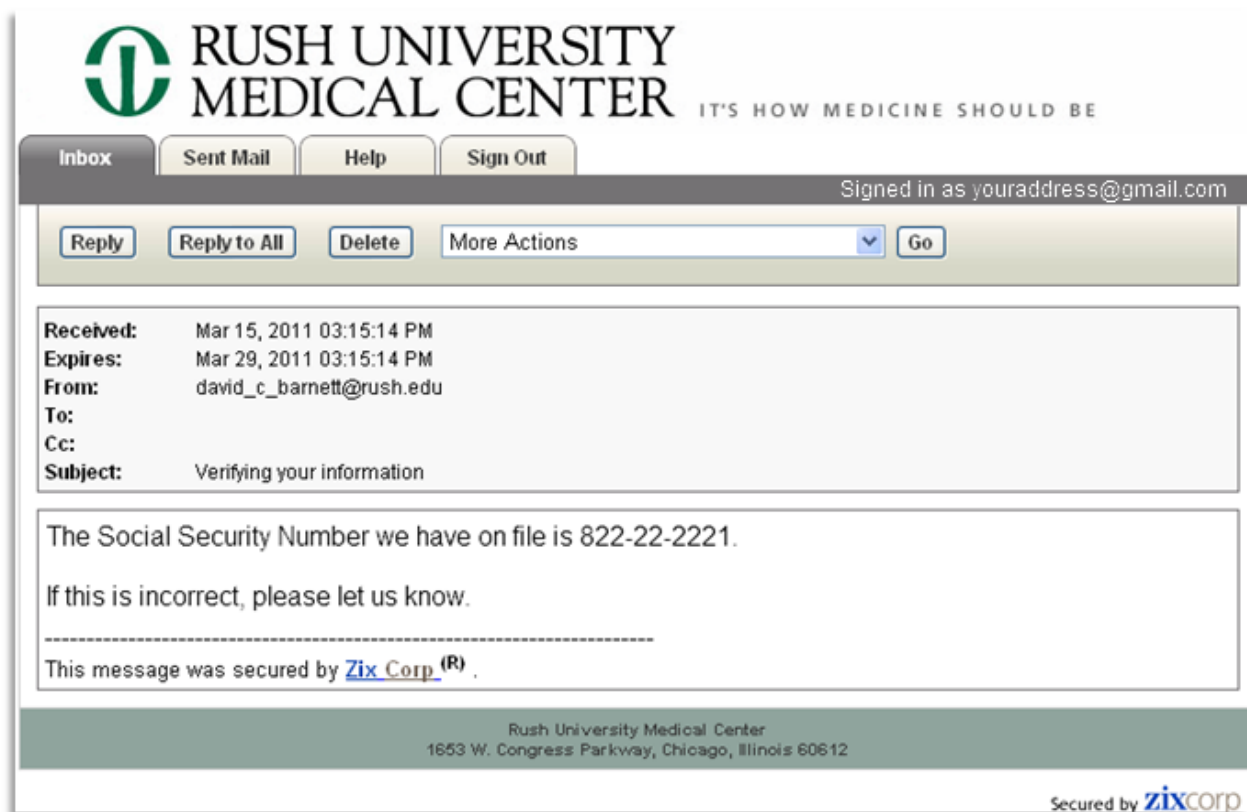 RUSH UNIVERSITY
MEDICAL CENTER IT'S HOW MEDICINE SHOULD BE
Inbox Sent Mail Help Sign Out
Signed in as youraddress@gmail.com
Reply Reply to All Delete More Actions Go
Received: Mar 15, 2011 03:15:14 PM
Expires: Mar 29, 2011 03:15:14 PM
From: david_c_barnett@rush.edu
To:
Cc:
Subject: Verifying your information
The Social Security Number we have on file is 822-22-2221.
If this is incorrect, please let us know.
------------------------------------------------------------------------
This message was secured by Zix Corp (R) .
Rush University Medical Center
1653 W. Congress Parkway, Chicago, Illinois 60612
Secured by zixcorp